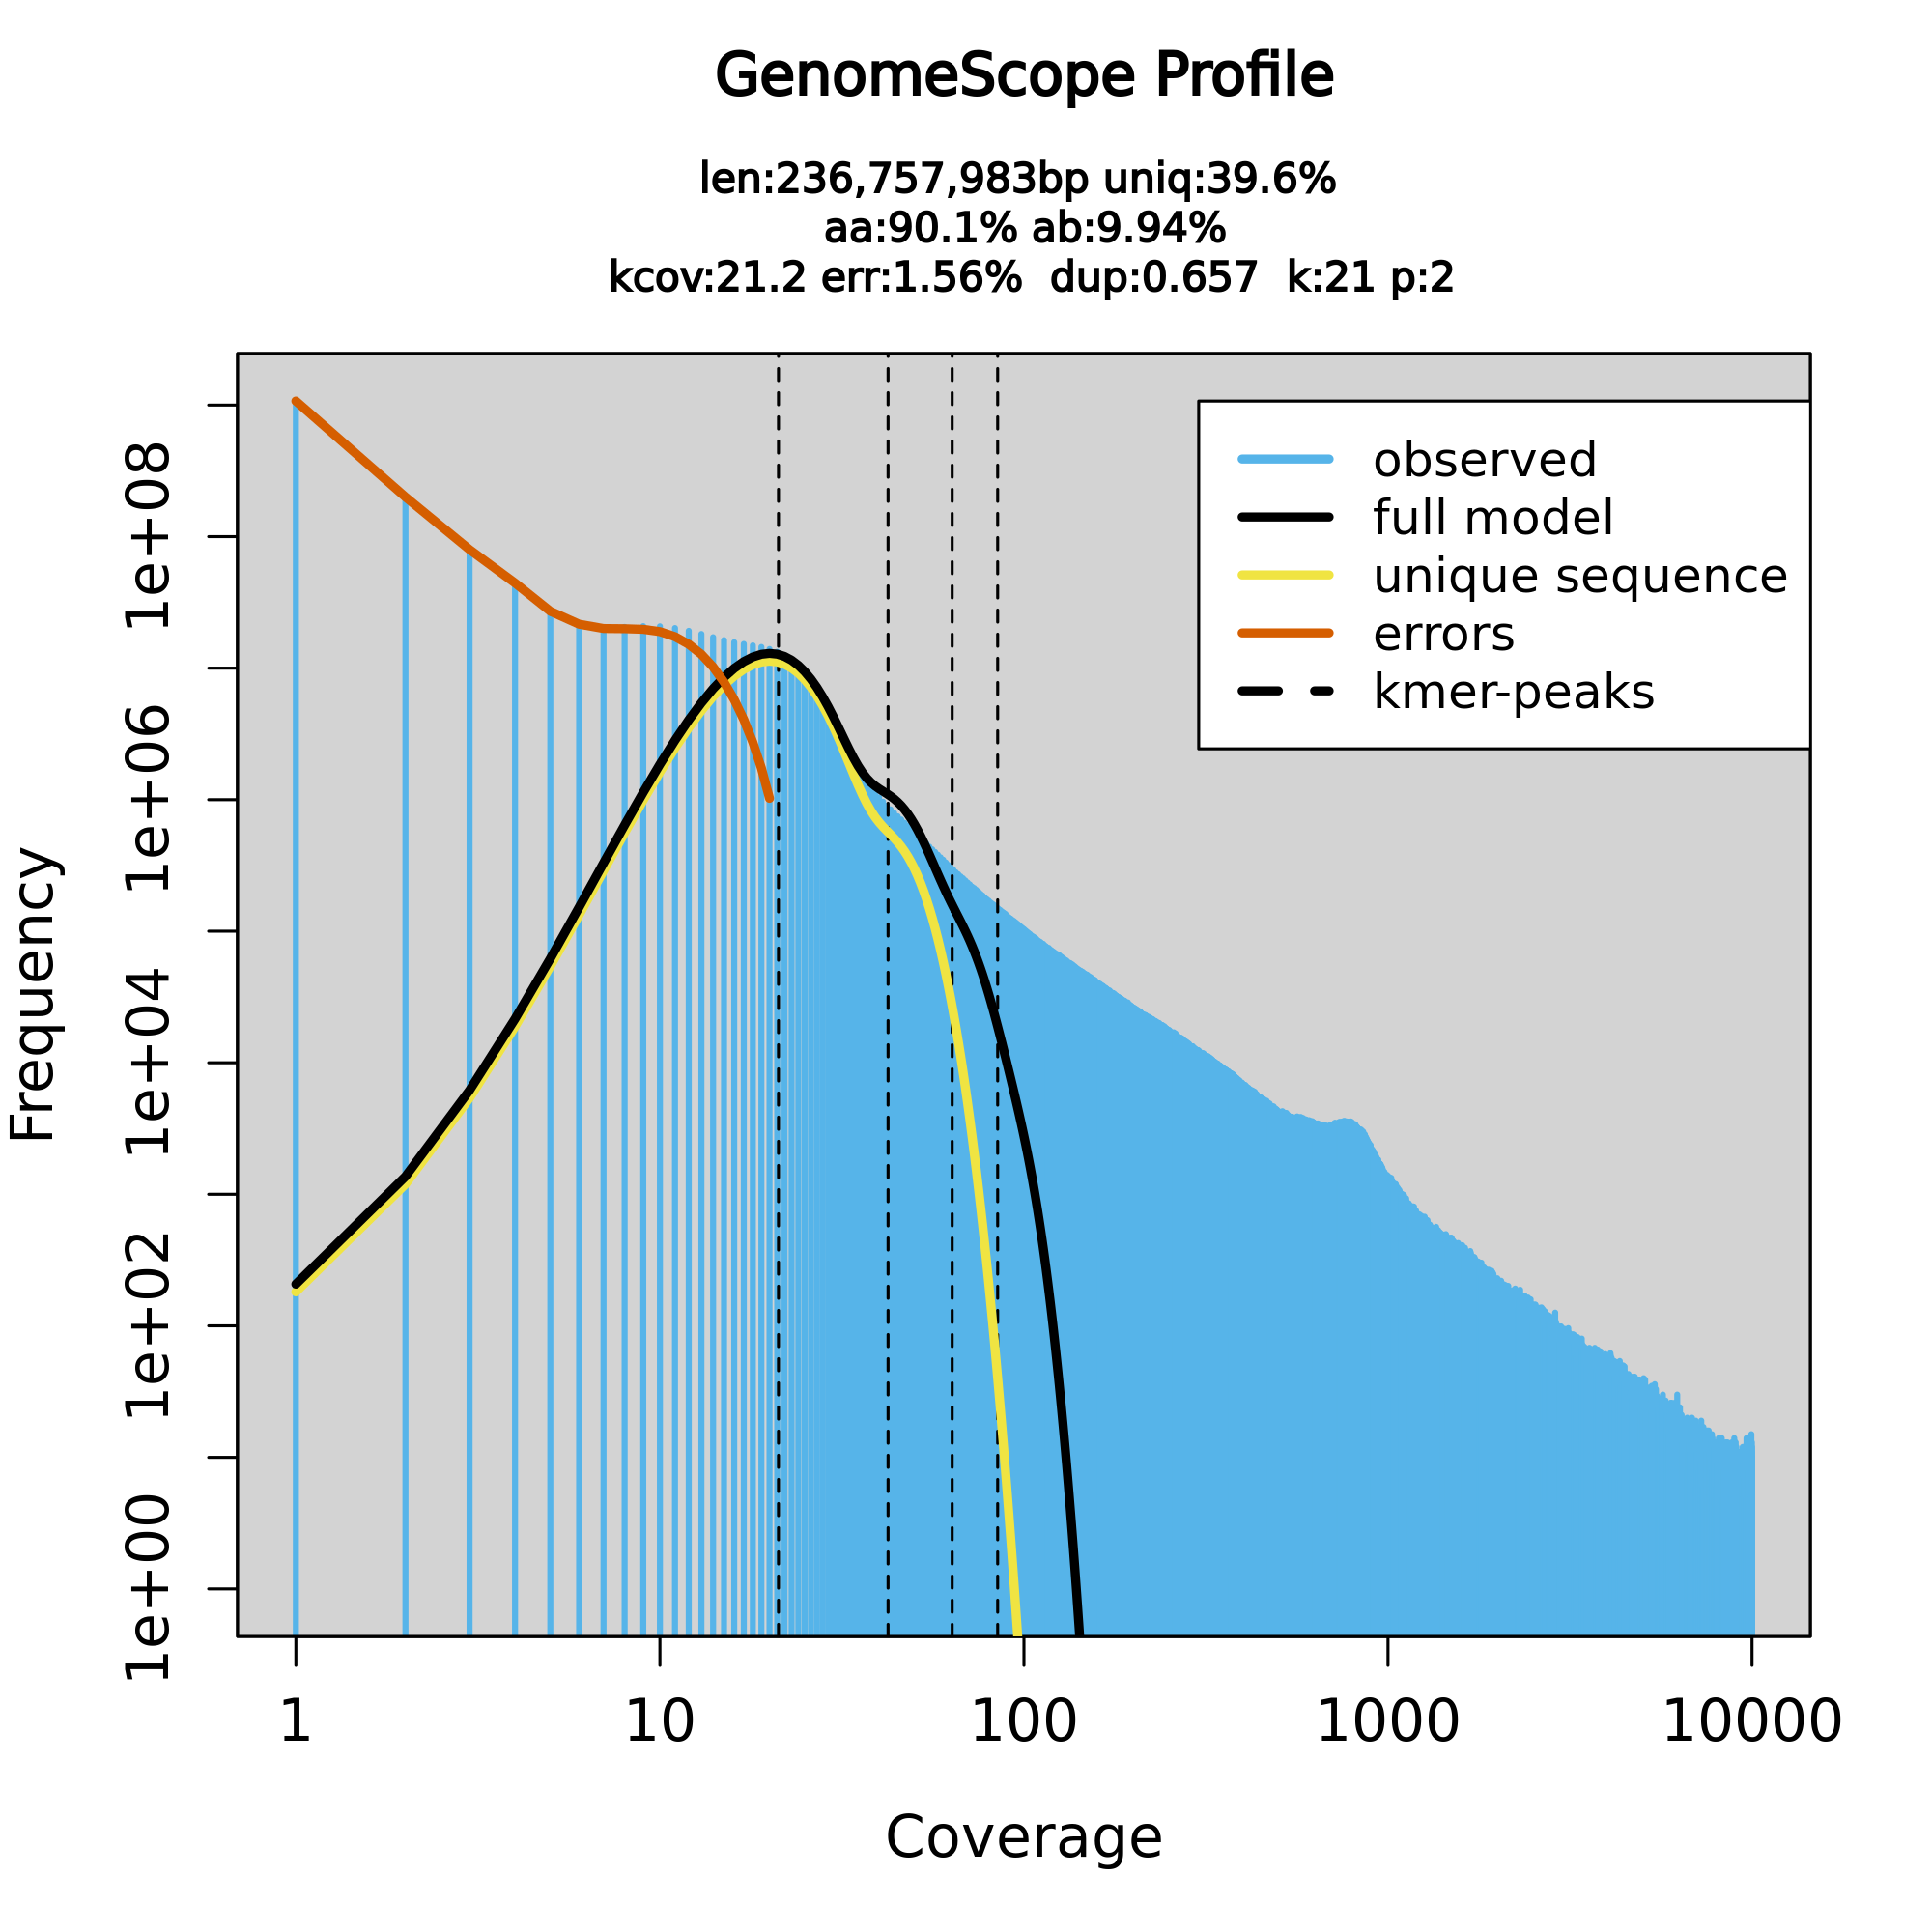 GenomeScope Profile
len:236,757,983bp uniq:39.6%
aa:90.1% ab:9.94%
kcov:21.2 err:1.56% dup:0.657 k:21 p:2
observed
full model
unique sequence
errors
kmer-peaks
Frequency
1e+08
1e+06
1e+04
1e+02
1e+00
1 10 100 1000 10000
Coverage